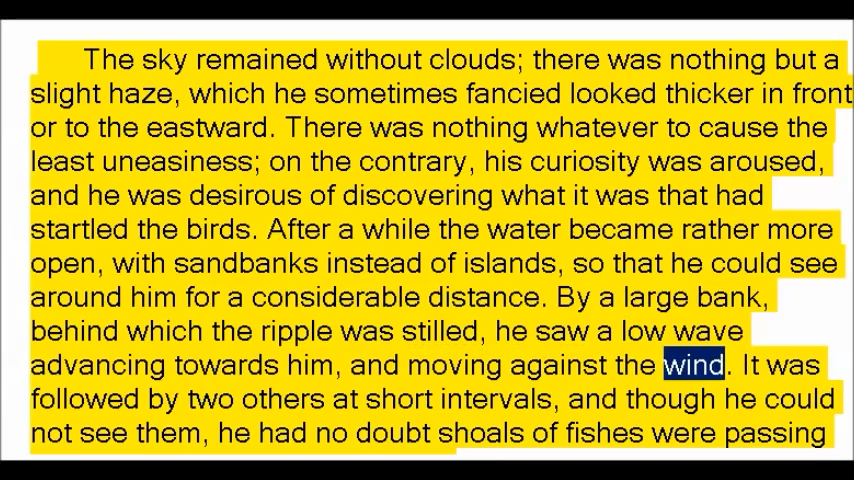 The sky remained without clouds; there was nothing but a
slight haze, which he sometimes fancied looked thicker in front
or to the eastward. There was nothing whatever to cause the
least uneasiness; on the contrary, his curiosity was aroused,
and he was desirous of discovering what it was that had
startled the birds. After a while the water became rather more
open, with sandbanks instead of islands, so that he could see
around him for a considerable distance. By a large bank,
behind which the ripple was stilled, he saw a low wave
advancing towards him, and moving against the wind. It was
followed by two others at short intervals, and though he could
not see them, he had no doubt shoals of fishes were passing